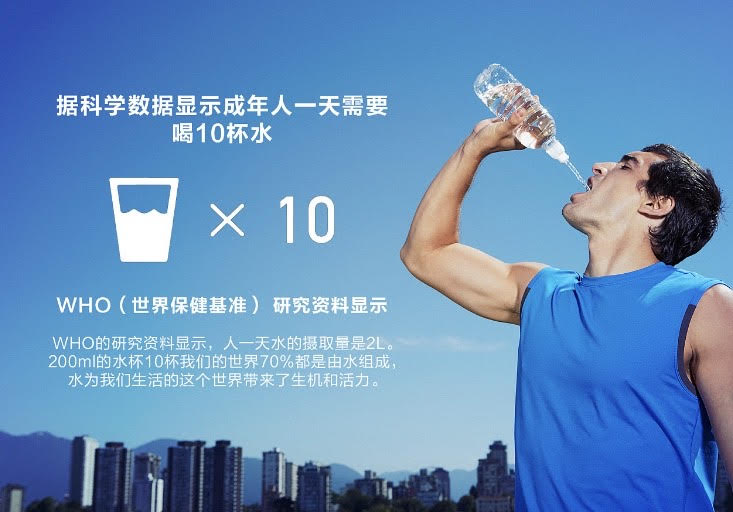 据科学数据显示成年人一天需要
喝10杯水
× 10
WHO（世界保健基准） 研究资料显示
WHO的研究资料显示，人一天水的摄取量是2L。
200ml的水杯10杯我们的世界70%都是由水组成，
水为我们生活的这个世界带来了生机和活力。